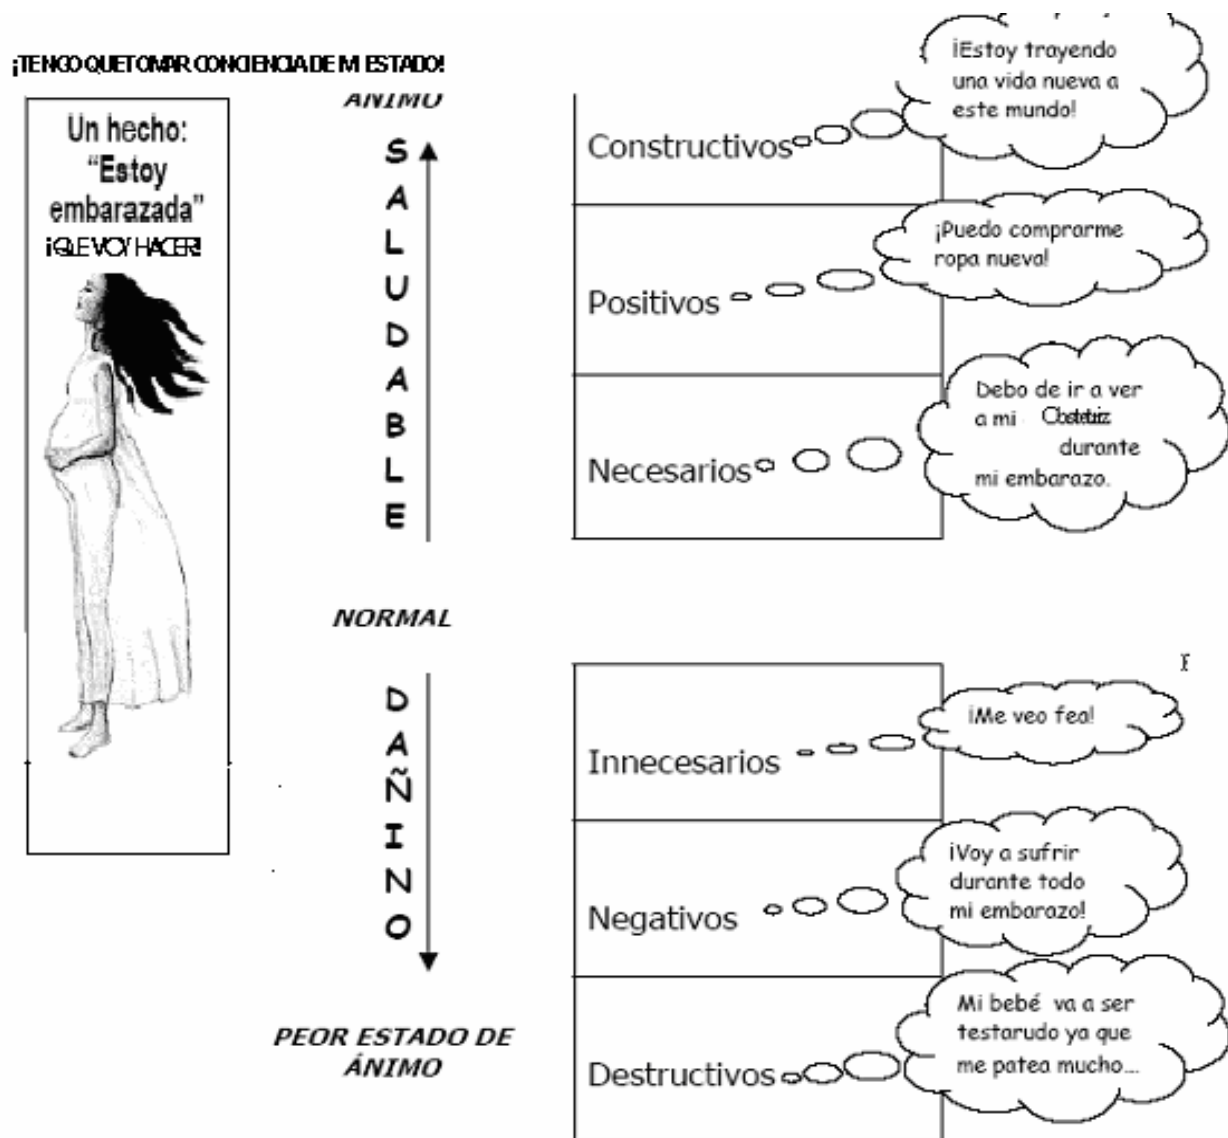 ¡TENGO QUE TOMAR CONCIENCIA DE MI ESTADO!
Un hecho:
“Estoy
embarazada”
¡QUE VOY HACER!
ÁNIMO
SALUDABLE
NORMAL
DAÑINO
PEOR ESTADO DE
ÁNIMO
Constructivos
¡Estoy trayendo
una vida nueva a
este mundo!
Positivos
¡Puedo comprarme
ropa nueva!
Necesarios
Debo de ir a ver
a mi Obstetriz
durante
mi embarazo.
Innecesarios
¡Me veo fea!
Negativos
¡Voy a sufrir
durante todo
mi embarazo!
Destructivos
Mi bebé va a ser
testarudo ya que
me patea mucho...